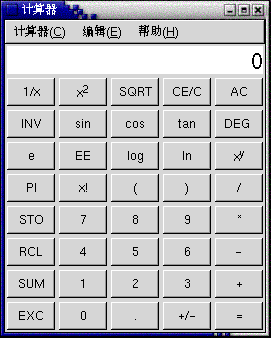 计算器
计算器(C) 编辑(E) 帮助(H)
0
1/x x² SQRT CE/C AC
INV sin cos tan DEG
e EE log ln xʸ
PI x! ( ) /
STO 7 8 9 *
RCL 4 5 6 −
SUM 1 2 3 +
EXC 0 . +/− =